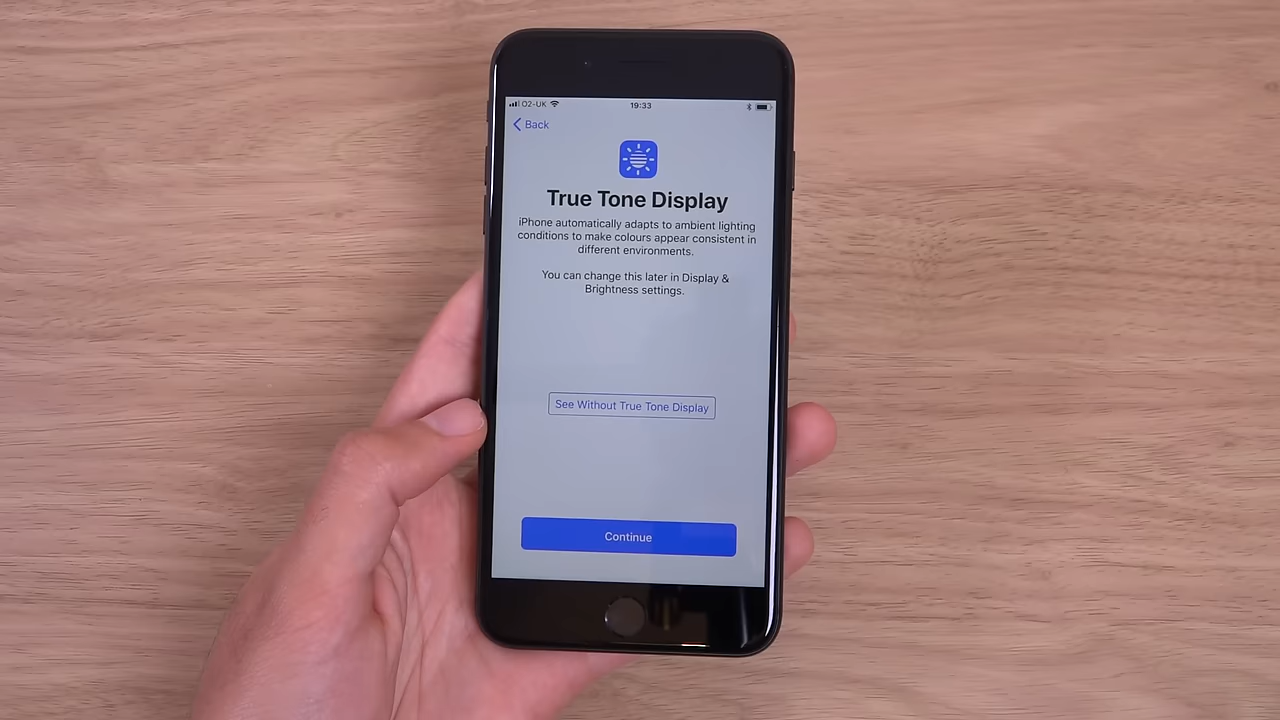 O2-UK
19:33
Back
True Tone Display
iPhone automatically adapts to ambient lighting
conditions to make colours appear consistent in
different environments.
You can change this later in Display &
Brightness settings.
See Without True Tone Display
Continue